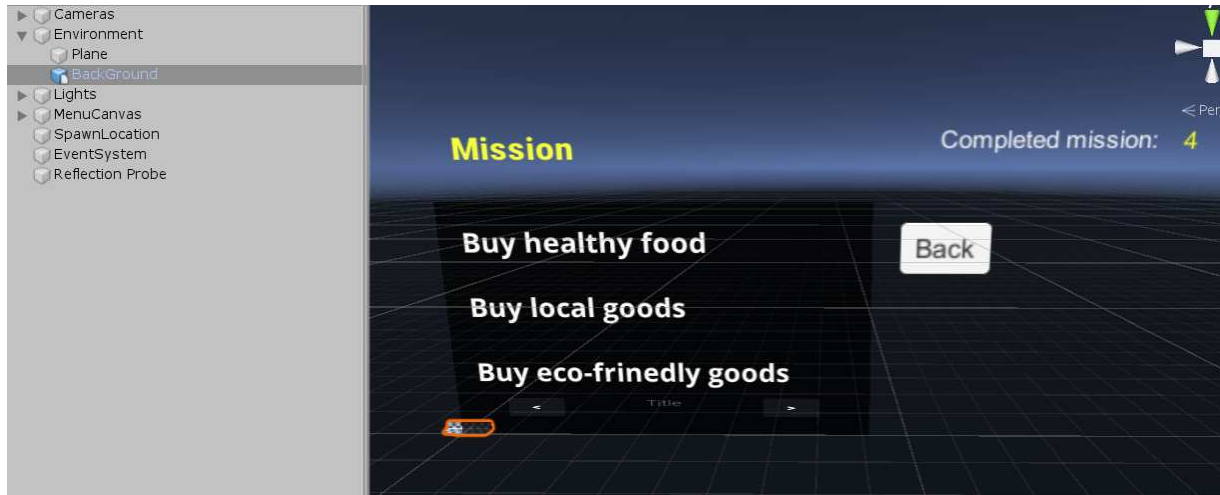 Cameras
Environment
Plane
BackGround
Lights
MenuCanvas
SpawnLocation
EventSystem
Reflection Probe
Mission
Completed mission: 4
Buy healthy food
Back
Buy local goods
Buy eco-frinedly goods
< Title >
< Per